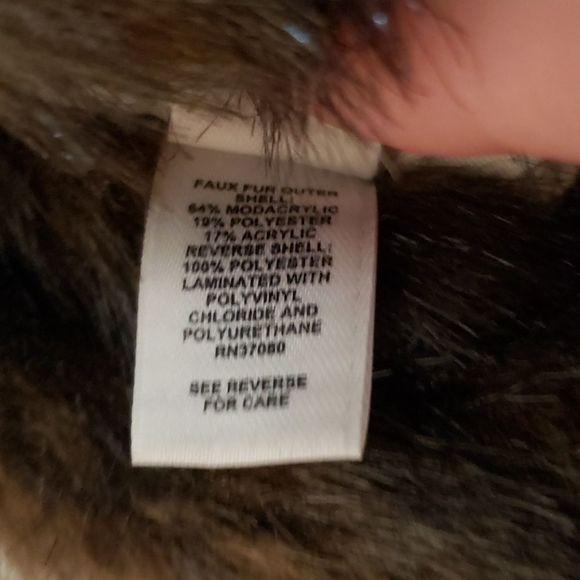 FAUX FUR OUTER
SHELL:
64% MODACRYLIC
19% POLYESTER
17% ACRYLIC
REVERSE SHELL:
100% POLYESTER
LAMINATED WITH
POLYVINYL
CHLORIDE AND
POLYURETHANE
RN37080
SEE REVERSE
FOR CARE